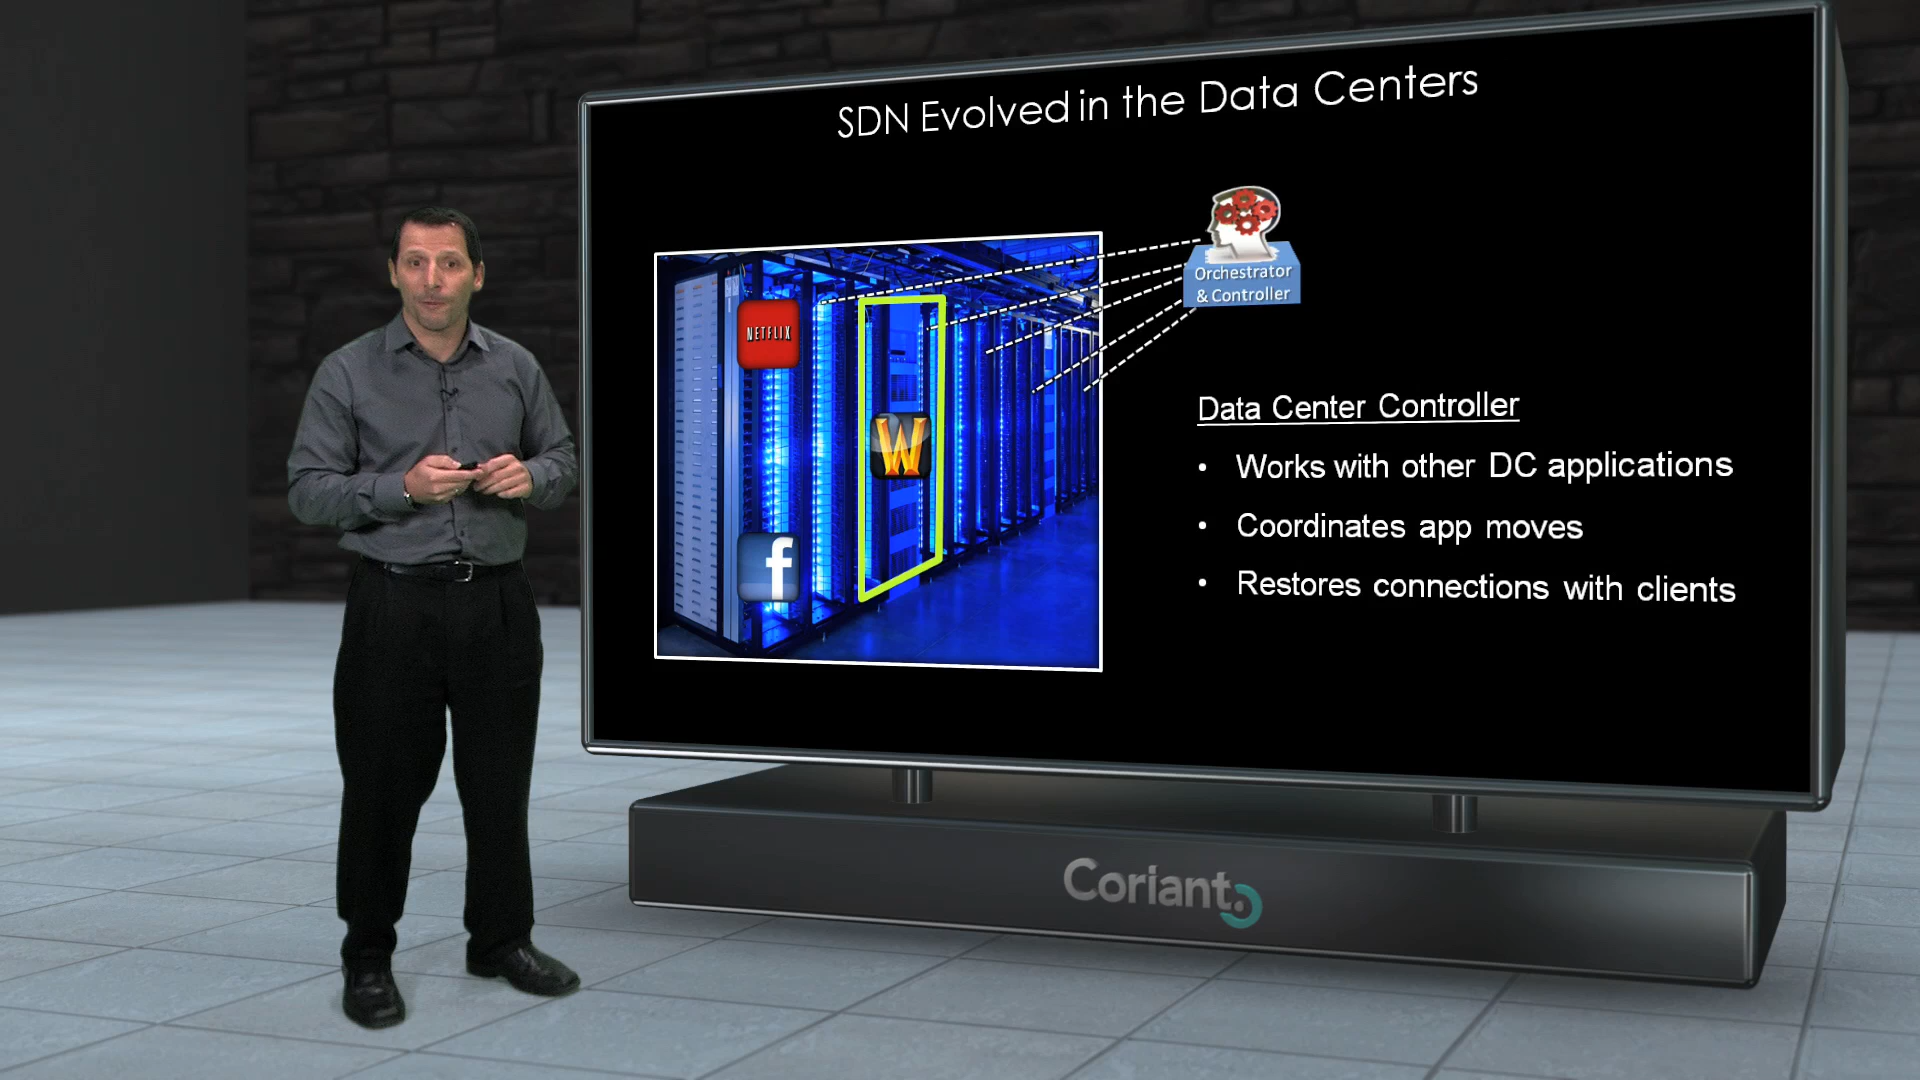 SDN Evolved in the Data Centers
Orchestrator
& Controller
NETFLIX
W
f
Data Center Controller
• Works with other DC applications
• Coordinates app moves
• Restores connections with clients
Coriant.